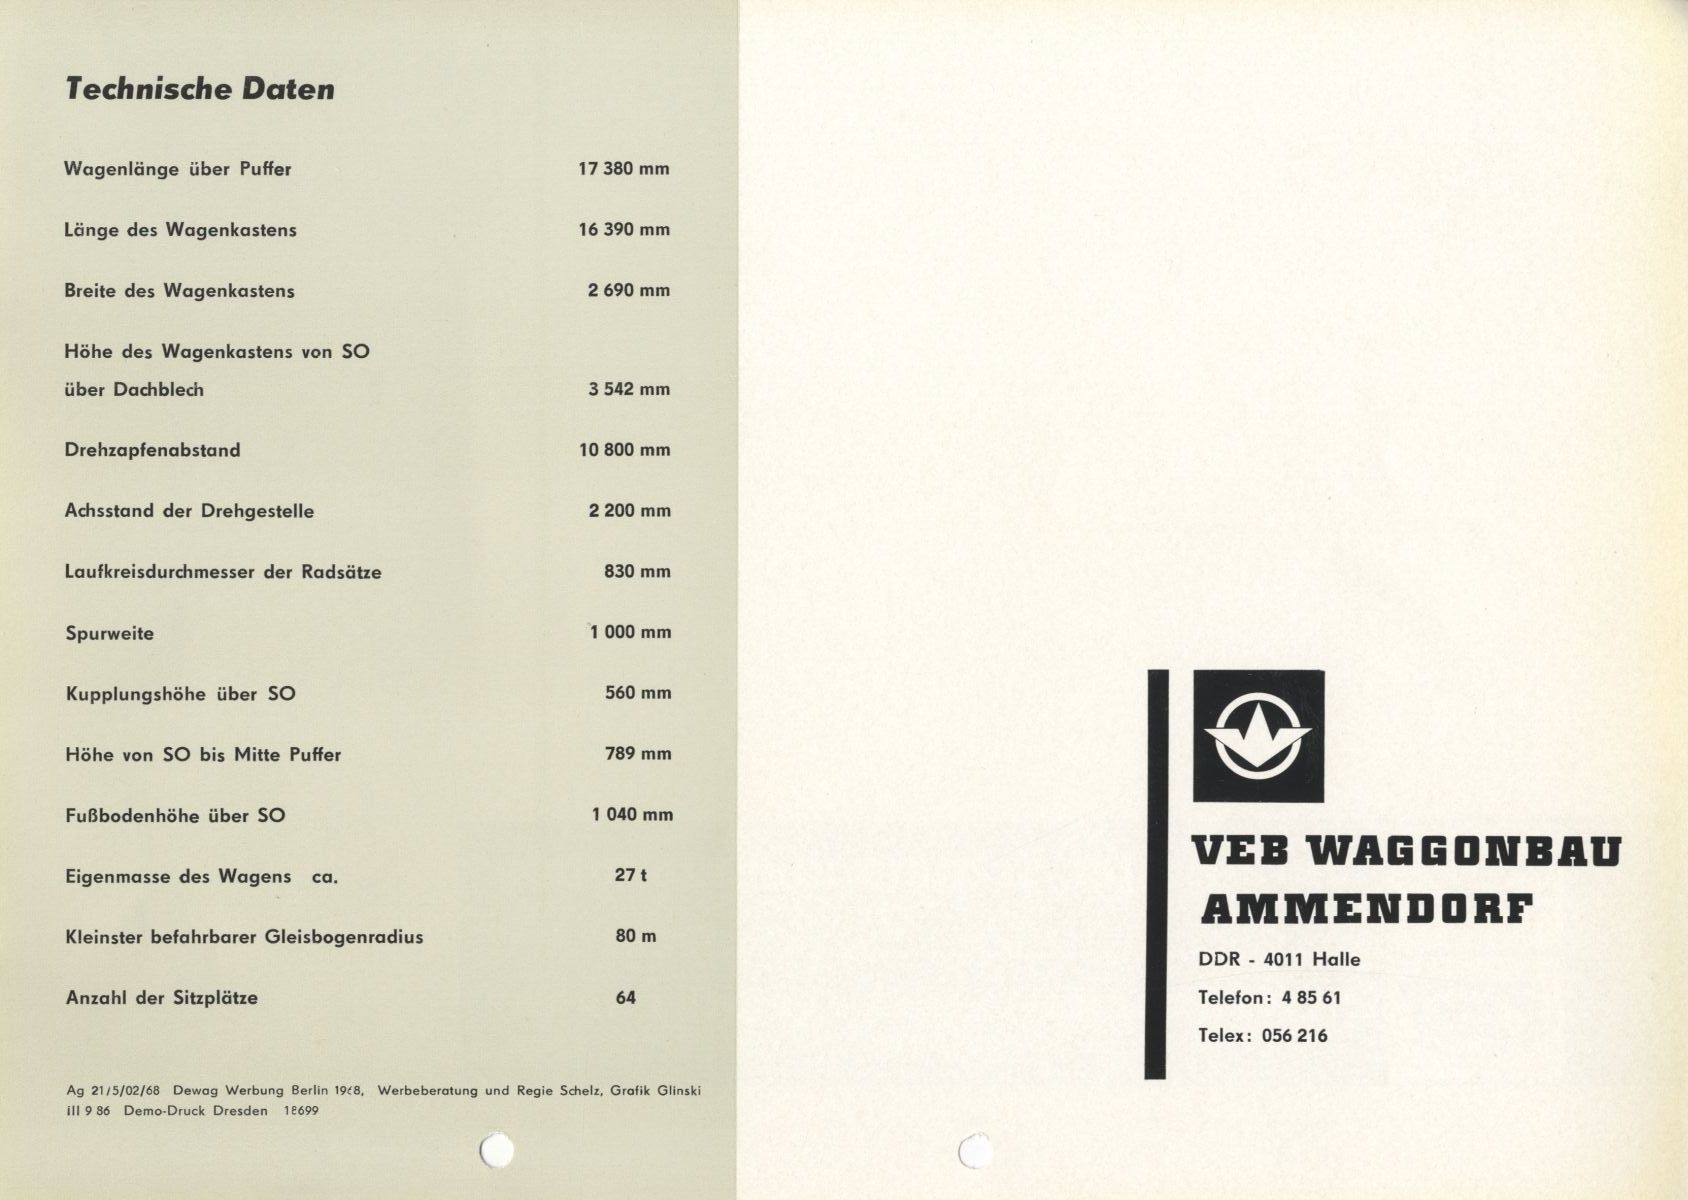 Technische Daten
Wagenlänge über Puffer 17 380 mm
Länge des Wagenkastens 16 390 mm
Breite des Wagenkastens 2 690 mm
Höhe des Wagenkastens von SO
über Dachblech 3 542 mm
Drehzapfenabstand 10 800 mm
Achsstand der Drehgestelle 2 200 mm
Laufkreisdurchmesser der Radsätze 830 mm
Spurweite 1 000 mm
Kupplungshöhe über SO 560 mm
Höhe von SO bis Mitte Puffer 789 mm
Fußbodenhöhe über SO 1 040 mm
Eigenmasse des Wagens ca. 27 t
Kleinster befahrbarer Gleisbogenradius 80 m
Anzahl der Sitzplätze 64
Ag 21/5/02/68 Dewag Werbung Berlin 1968, Werbeberatung und Regie Schelz, Grafik Glinski
III 9 86 Demo-Druck Dresden 18699
VEB WAGGONBAU
AMMENDORF
DDR - 4011 Halle
Telefon: 4 85 61
Telex: 056 216